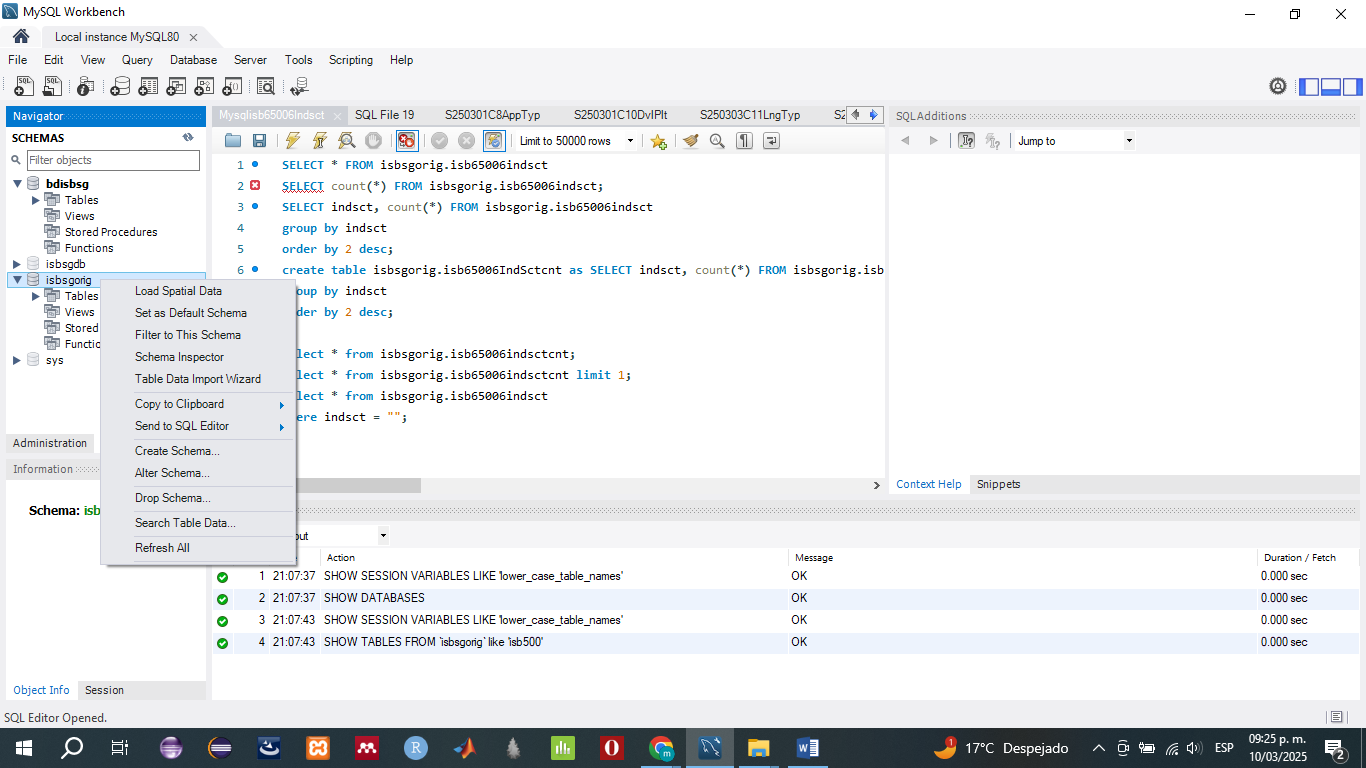 MySQL Workbench
Local instance MySQL80
File Edit View Query Database Server Tools Scripting Help
Navigator
SCHEMAS
Filter objects
bdisbsg
Tables
Views
Stored Procedures
Functions
isbsgdb
isbsgorig
Tables
Views
Stored
Functio
sys
Administration
Information
Schema: isb
Object Info Session
Load Spatial Data
Set as Default Schema
Filter to This Schema
Schema Inspector
Table Data Import Wizard
Copy to Clipboard
Send to SQL Editor
Create Schema...
Alter Schema...
Drop Schema...
Search Table Data...
Refresh All
Mysqlisb65006Indsct SQL File 19 S250301C8AppTyp S250301C10DvlPlt S250303C11LngTyp S2
Limit to 50000 rows
1 SELECT * FROM isbsgorig.isb65006indsct
2 SELECT count(*) FROM isbsgorig.isb65006indsct;
3 SELECT indsct, count(*) FROM isbsgorig.isb65006indsct
4 group by indsct
5 order by 2 desc;
6 create table isbsgorig.isb65006IndSctcnt as SELECT indsct, count(*) FROM isbsgorig.isb
oup by indsct
der by 2 desc;
lect * from isbsgorig.isb65006indsctcnt;
lect * from isbsgorig.isb65006indsctcnt limit 1;
lect * from isbsgorig.isb65006indsct
ere indsct = "";
SQLAdditions
Jump to
Context Help Snippets
put
Action Message Duration / Fetch
1 21:07:37 SHOW SESSION VARIABLES LIKE 'lower_case_table_names' OK 0.000 sec
2 21:07:37 SHOW DATABASES OK 0.000 sec
3 21:07:43 SHOW SESSION VARIABLES LIKE 'lower_case_table_names' OK 0.000 sec
4 21:07:43 SHOW TABLES FROM `isbsgorig` like 'isb500' OK 0.000 sec
SQL Editor Opened.
17°C Despejado
ESP
09:25 p. m.
10/03/2025